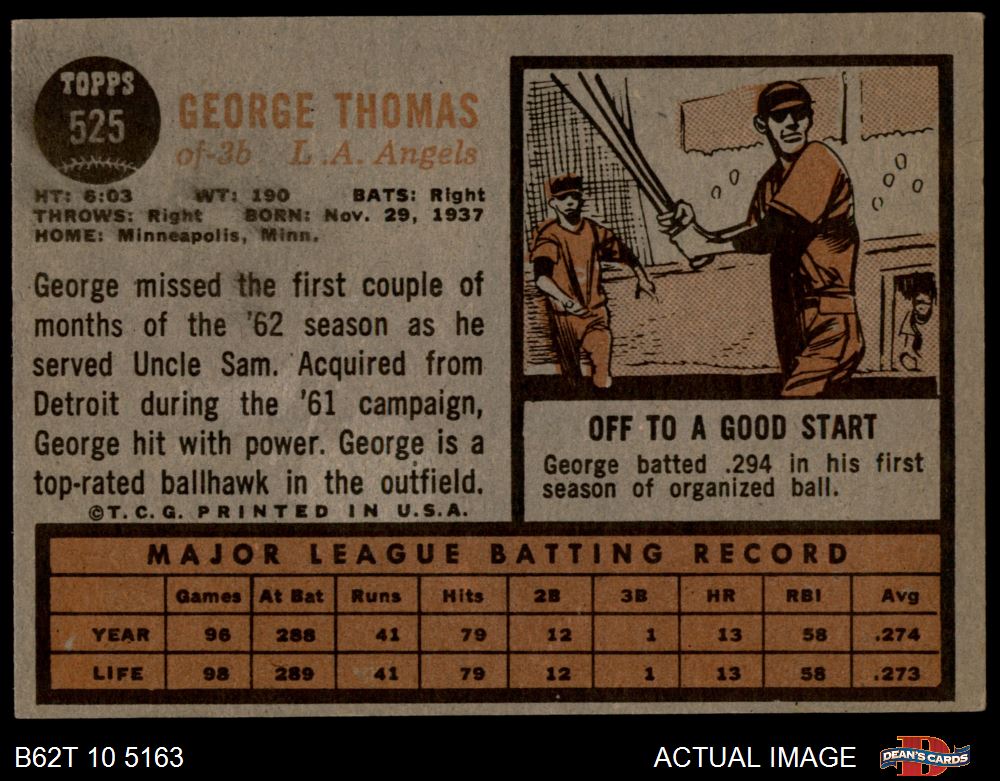 TOPPS
525
GEORGE THOMAS
of-3b L.A. Angels
HT: 6:03 WT: 190 BATS: Right
THROWS: Right BORN: Nov. 29, 1937
HOME: Minneapolis, Minn.
George missed the first couple of
months of the '62 season as he
served Uncle Sam. Acquired from
Detroit during the '61 campaign,
George hit with power. George is a
top-rated ballhawk in the outfield.
©T.C.G. PRINTED IN U.S.A.
OFF TO A GOOD START
George batted .294 in his first
season of organized ball.
MAJOR LEAGUE BATTING RECORD
Games At Bat Runs Hits 2B 3B HR RBI Avg
YEAR 96 288 41 79 12 1 13 58 .274
LIFE 98 289 41 79 12 1 13 58 .273
B62T 10 5163 ACTUAL IMAGE
DEAN'S CARDS